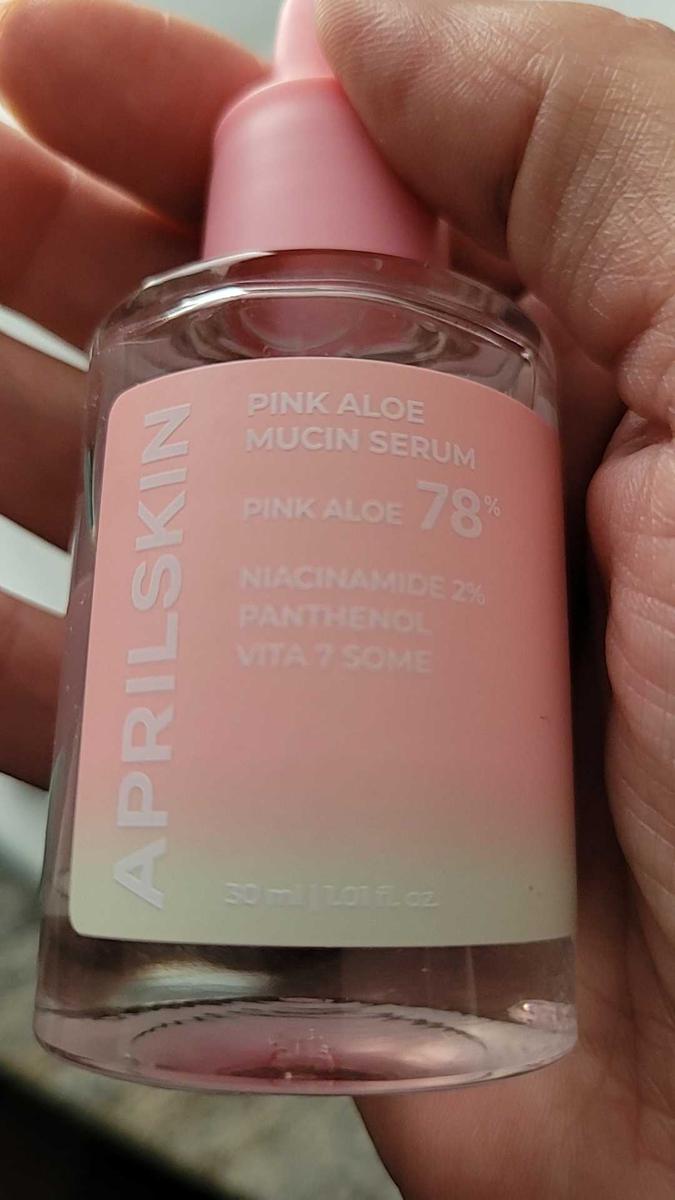 APRILSKIN
PINK ALOE
MUCIN SERUM
PINK ALOE 78%
NIACINAMIDE 2%
PANTHENOL
VITA 7 SOME
30 ml | 1.01 fl. oz